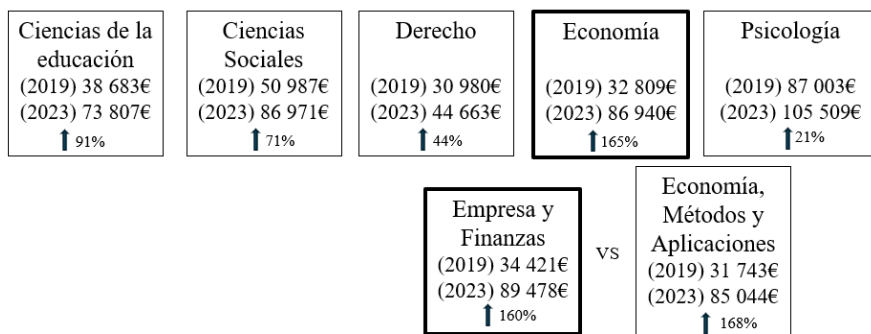 Ciencias de la
educación
(2019) 38 683€
(2023) 73 807€
91%
Ciencias
Sociales
(2019) 50 987€
(2023) 86 971€
71%
Derecho
(2019) 30 980€
(2023) 44 663€
44%
Economía
(2019) 32 809€
(2023) 86 940€
165%
Psicología
(2019) 87 003€
(2023) 105 509€
21%
Empresa y
Finanzas
(2019) 34 421€
(2023) 89 478€
160%
vs
Economía,
Métodos y
Aplicaciones
(2019) 31 743€
(2023) 85 044€
168%